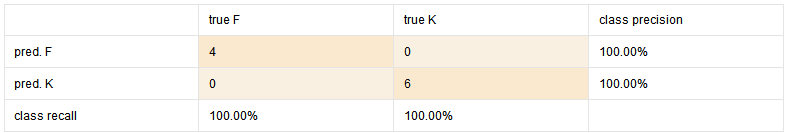 true F true K class precision
pred. F 4 0 100.00%
pred. K 0 6 100.00%
class recall 100.00% 100.00%